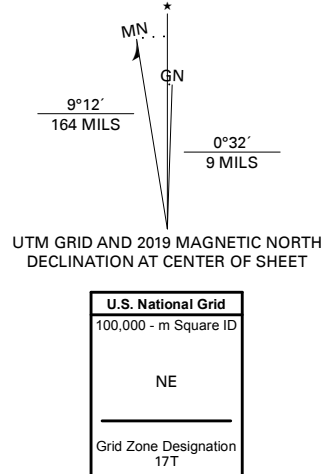 ★
MN
GN
9°12´
164 MILS
0°32´
9 MILS
UTM GRID AND 2019 MAGNETIC NORTH
DECLINATION AT CENTER OF SHEET
U.S. National Grid
100,000 - m Square ID
NE
Grid Zone Designation
17T